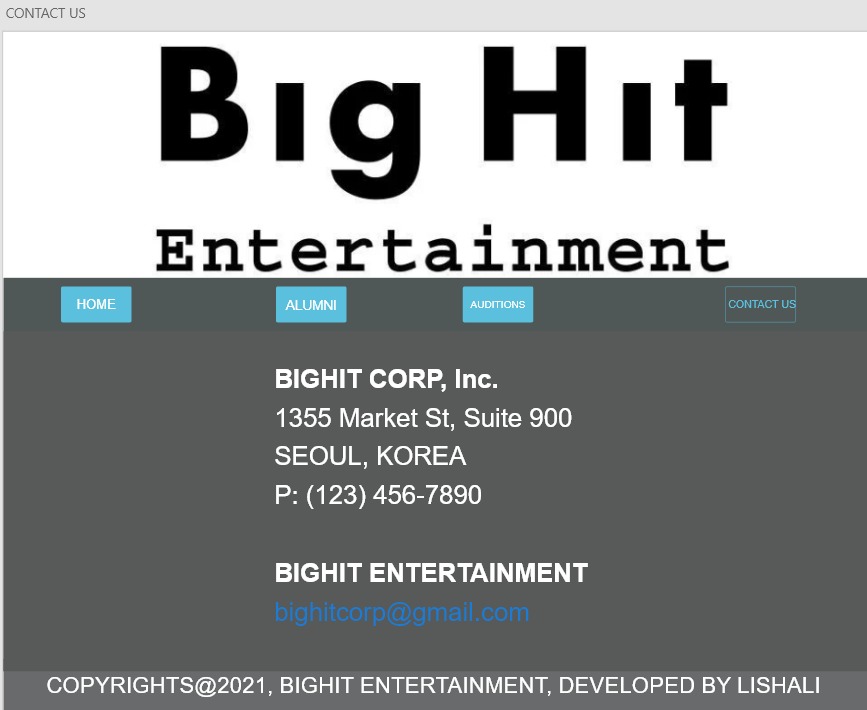 CONTACT US
Big Hit
Entertainment
HOME
ALUMNI
AUDITIONS
CONTACT US
BIGHIT CORP, Inc.
1355 Market St, Suite 900
SEOUL, KOREA
P: (123) 456-7890
BIGHIT ENTERTAINMENT
bighitcorp@gmail.com
COPYRIGHTS@2021, BIGHIT ENTERTAINMENT, DEVELOPED BY LISHALI